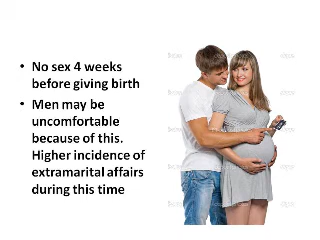 • No sex 4 weeks
before giving birth
• Men may be
uncomfortable
because of this.
Higher incidence of
extramarital affairs
during this time